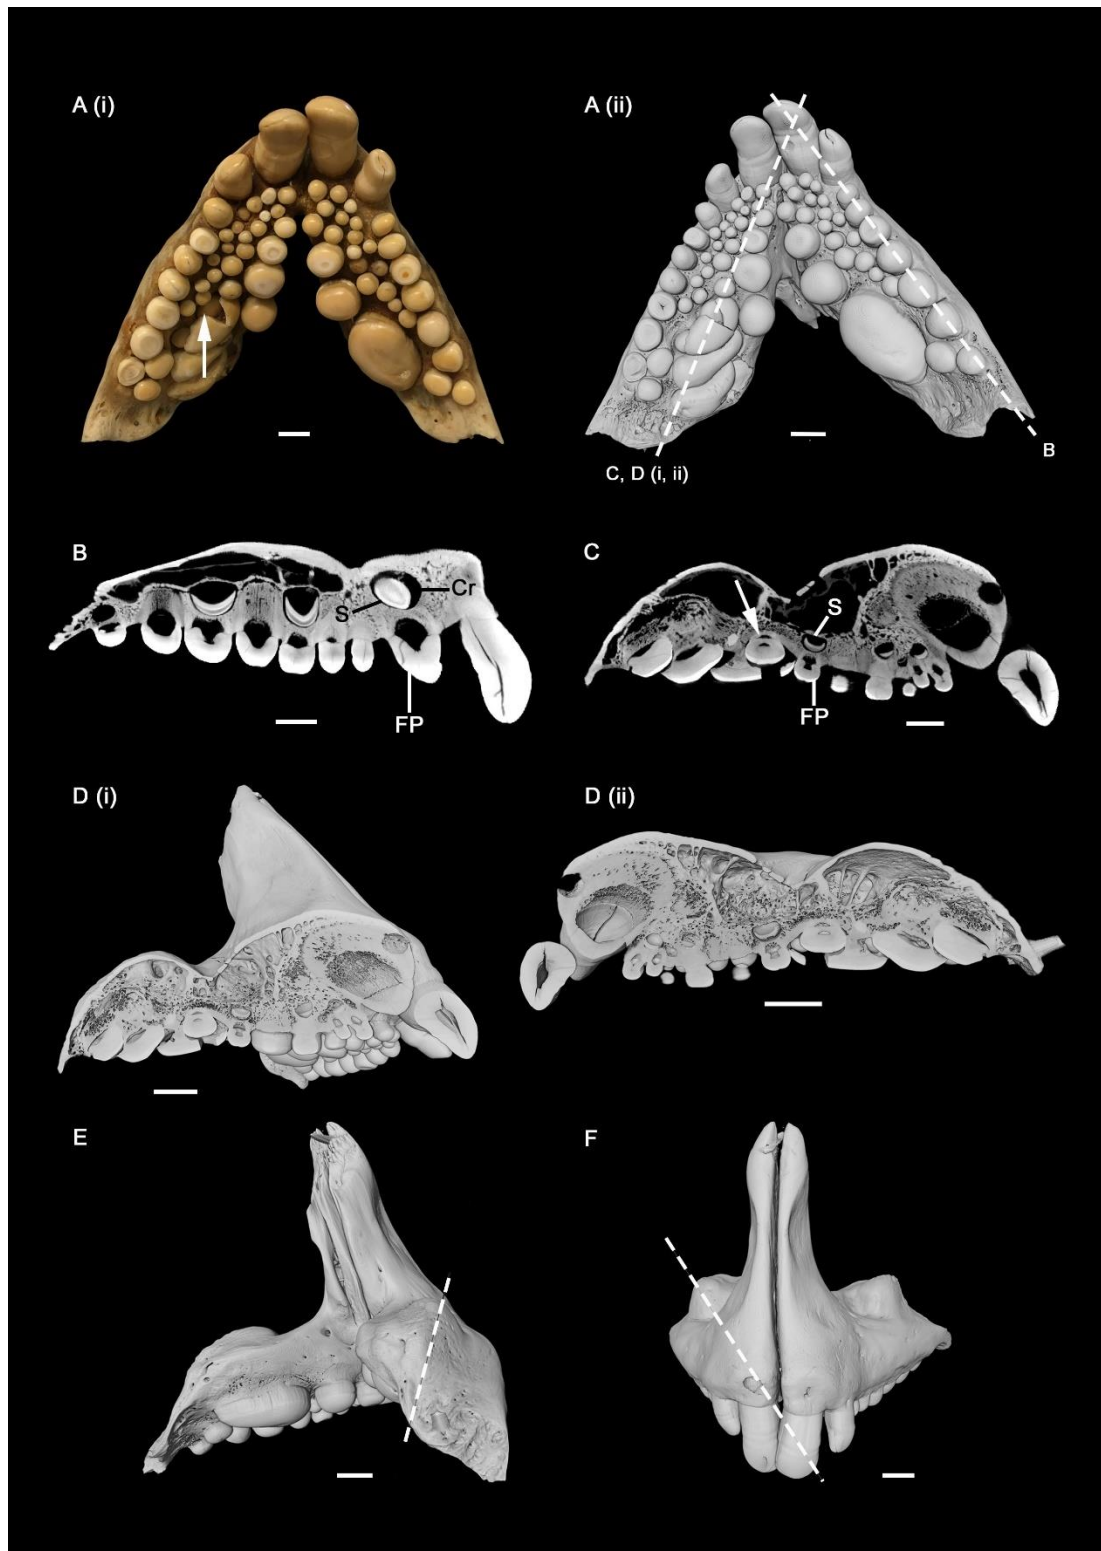 A (i)
A (ii)
C, D (i, ii)
B
B
S
Cr
FP
C
S
FP
D (i)
D (ii)
E
F